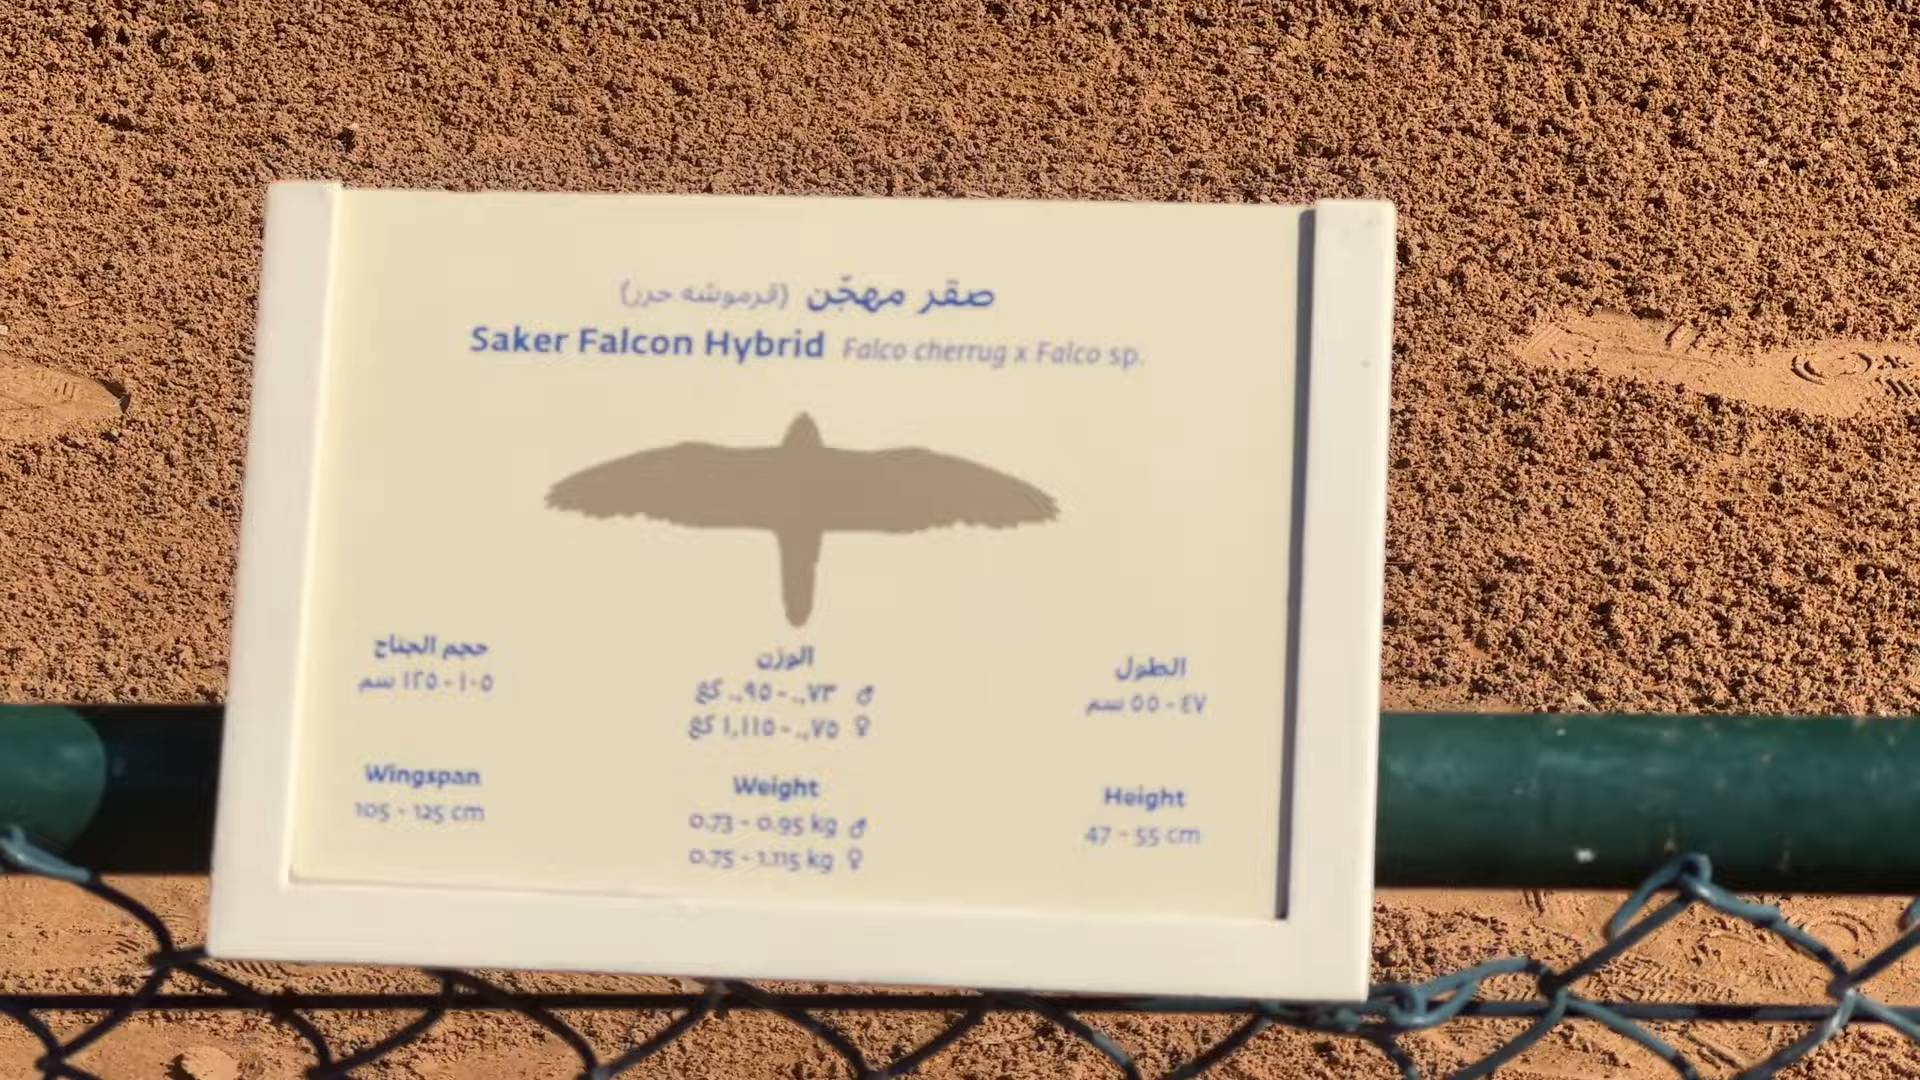 صقر مهجّن (قرموشه حرر)
Saker Falcon Hybrid Falco cherrug x Falco sp.
حجم الجناح
١٠٥ - ١٢٥ سم
الوزن
♂ ٠,٧٣ - ٠,٩٥ كغ
♀ ٠,٧٥ - ١,١١٥ كغ
الطول
٤٧ - ٥٥ سم
Wingspan
105 - 125 cm
Weight
0.73 - 0.95 kg ♂
0.75 - 1.115 kg ♀
Height
47 - 55 cm